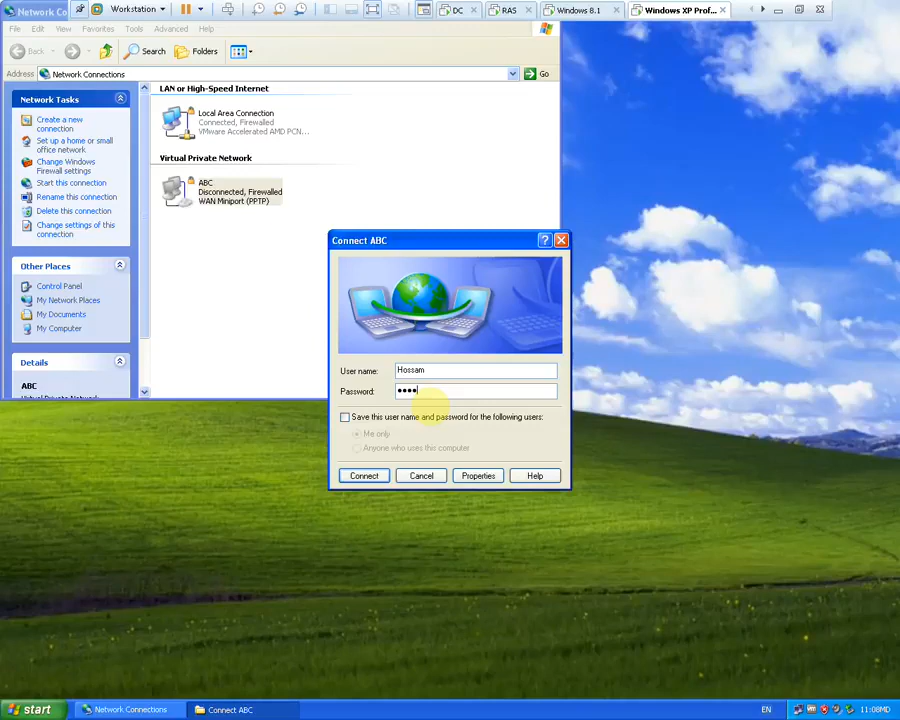 Network Co
Workstation
DC
RAS
Windows 8.1
Windows XP Prof...
File Edit View Favorites Tools Advanced Help
Back
Search
Folders
Address
Network Connections
Go
Network Tasks
Create a new
connection
Set up a home or small
office network
Change Windows
Firewall settings
Start this connection
Rename this connection
Delete this connection
Change settings of this
connection
Other Places
Control Panel
My Network Places
My Documents
My Computer
Details
ABC
LAN or High-Speed Internet
Local Area Connection
Connected, Firewalled
VMware Accelerated AMD PCN...
Virtual Private Network
ABC
Disconnected, Firewalled
WAN Miniport (PPTP)
Connect ABC
User name: Hossam
Password: ••••
Save this user name and password for the following users:
Me only
Anyone who uses this computer
Connect
Cancel
Properties
Help
start
Network Connections
Connect ABC
EN
11:08MD